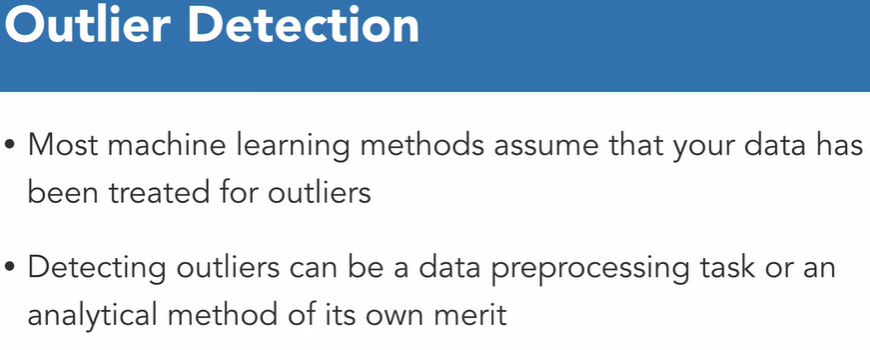 Outlier Detection
• Most machine learning methods assume that your data has
been treated for outliers
• Detecting outliers can be a data preprocessing task or an
analytical method of its own merit